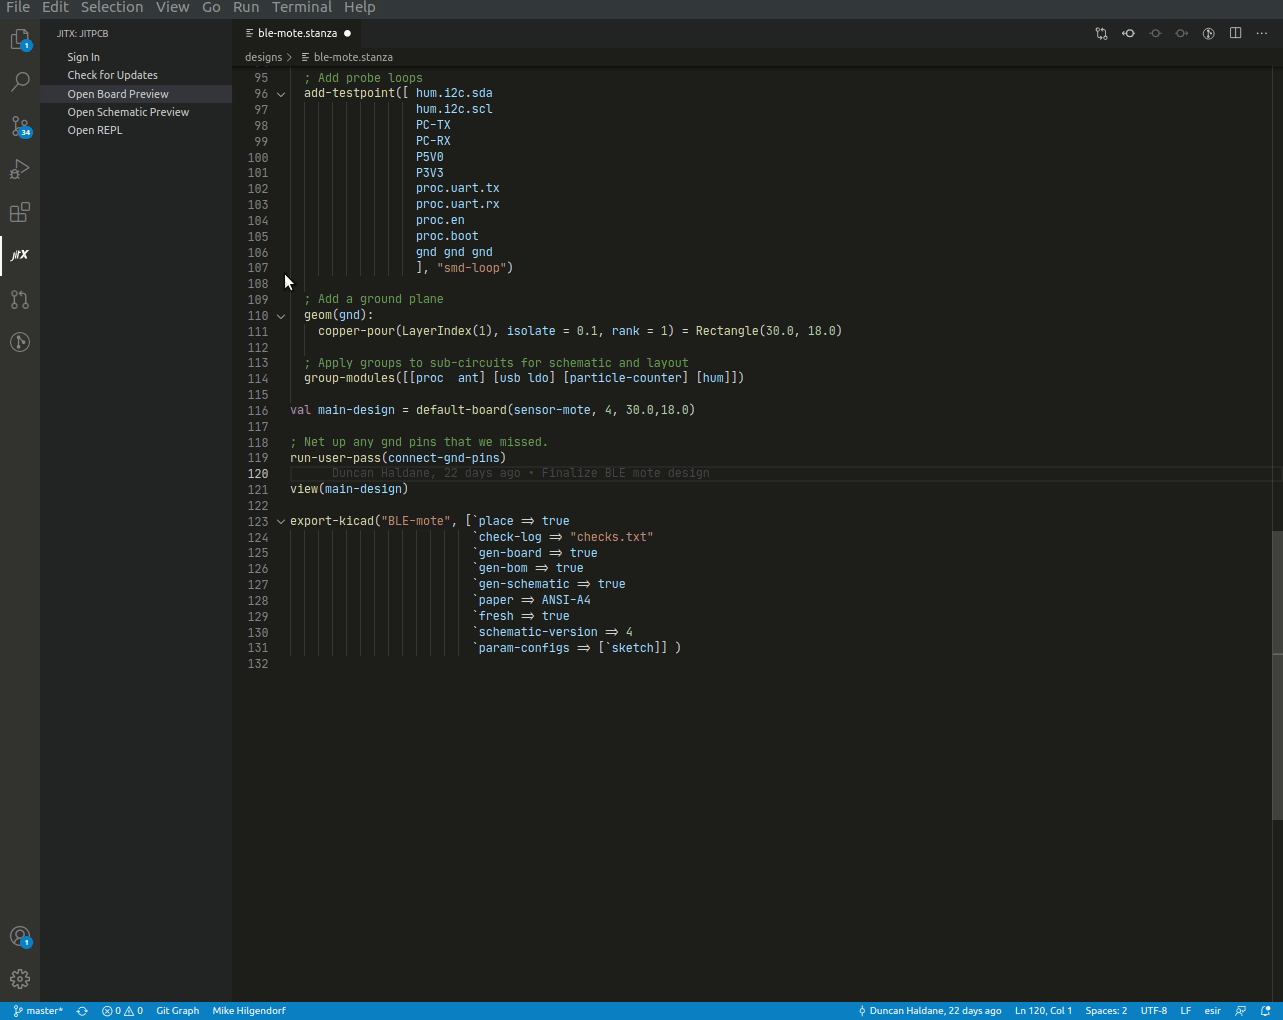 File Edit Selection View Go Run Terminal Help
JITX: JITPCB
Sign In
Check for Updates
Open Board Preview
Open Schematic Preview
Open REPL
1
34
jitX
1
ble-mote.stanza
designs > ble-mote.stanza
95 ; Add probe loops
96 add-testpoint([ hum.i2c.sda
97 hum.i2c.scl
98 PC-TX
99 PC-RX
100 P5V0
101 P3V3
102 proc.uart.tx
103 proc.uart.rx
104 proc.en
105 proc.boot
106 gnd gnd gnd
107 ], "smd-loop")
108
109 ; Add a ground plane
110 geom(gnd):
111 copper-pour(LayerIndex(1), isolate = 0.1, rank = 1) = Rectangle(30.0, 18.0)
112
113 ; Apply groups to sub-circuits for schematic and layout
114 group-modules([[proc  ant] [usb ldo] [particle-counter] [hum]])
115
116 val main-design = default-board(sensor-mote, 4, 30.0,18.0)
117
118 ; Net up any gnd pins that we missed.
119 run-user-pass(connect-gnd-pins)
120 Duncan Haldane, 22 days ago • Finalize BLE mote design
121 view(main-design)
122
123 export-kicad("BLE-mote", [`place => true
124 `check-log => "checks.txt"
125 `gen-board => true
126 `gen-bom => true
127 `gen-schematic => true
128 `paper => ANSI-A4
129 `fresh => true
130 `schematic-version => 4
131 `param-configs => [`sketch]] )
132
master* 0 0 Git Graph Mike Hilgendorf Duncan Haldane, 22 days ago Ln 120, Col 1 Spaces: 2 UTF-8 LF esir